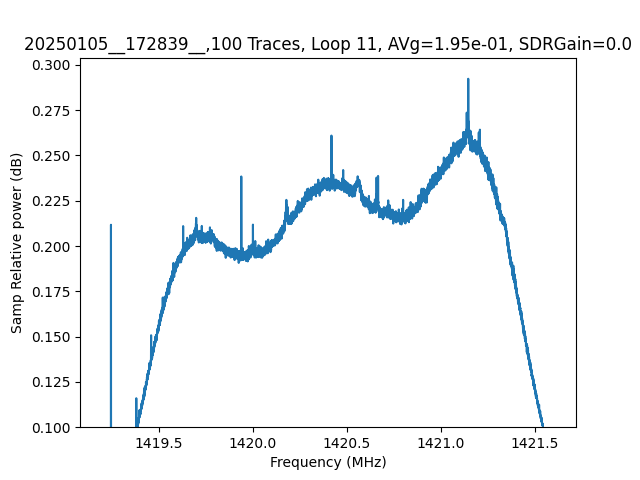 20250105__172839__,100 Traces, Loop 11, AVg=1.95e-01, SDRGain=0.0
0.300
0.275
0.250
0.225
0.200
0.175
0.150
0.125
0.100
Samp Relative power (dB)
1419.5 1420.0 1420.5 1421.0 1421.5
Frequency (MHz)